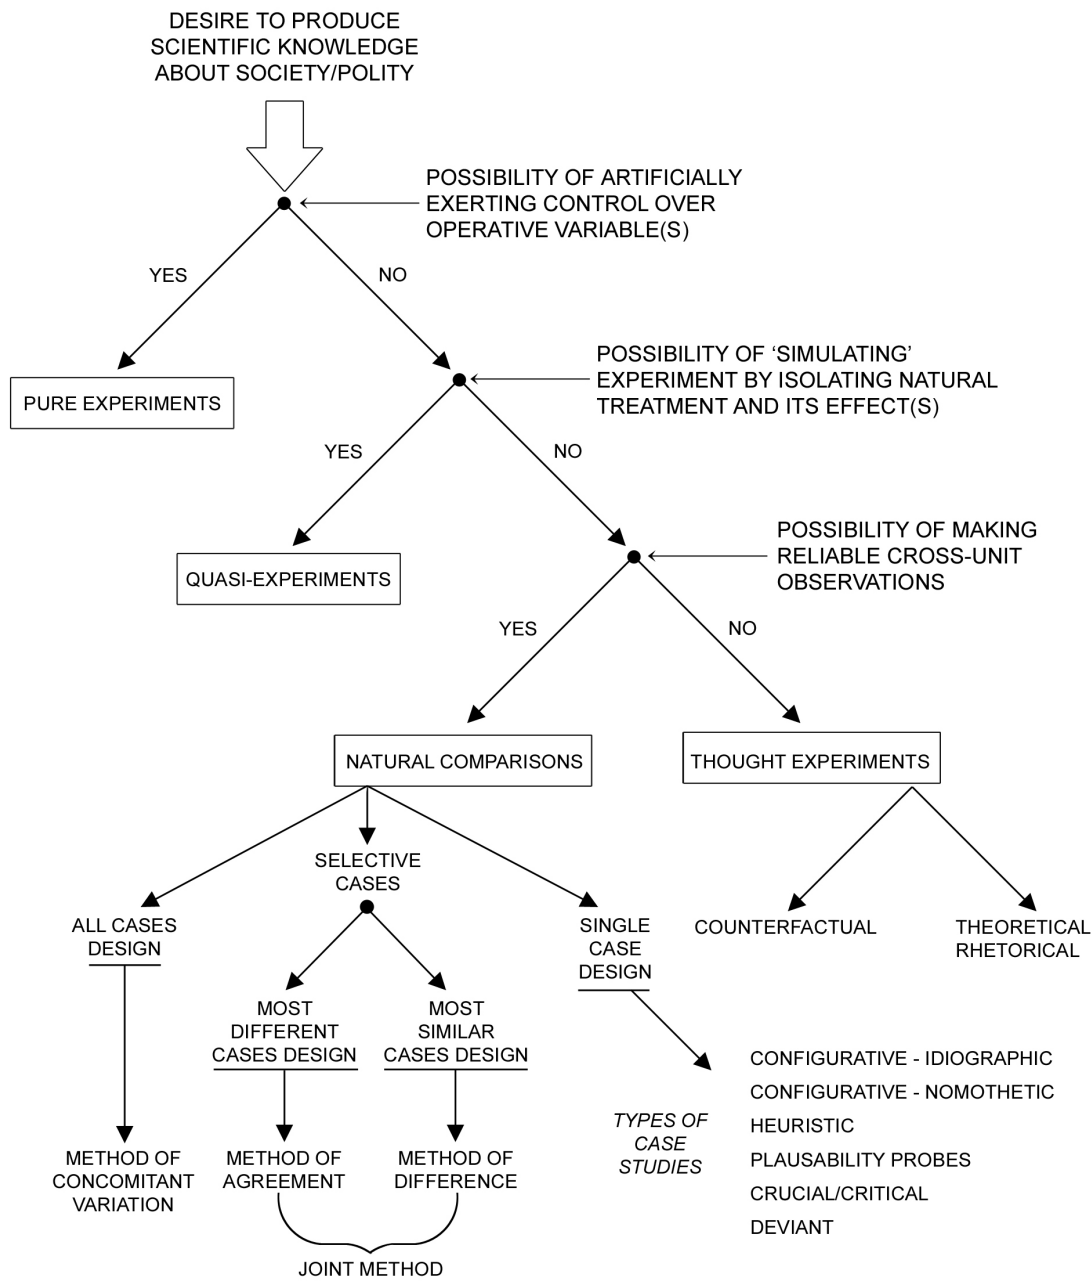 DESIRE TO PRODUCE
SCIENTIFIC KNOWLEDGE
ABOUT SOCIETY/POLITY
POSSIBILITY OF ARTIFICIALLY
EXERTING CONTROL OVER
OPERATIVE VARIABLE(S)
YES
NO
PURE EXPERIMENTS
POSSIBILITY OF ‘SIMULATING’
EXPERIMENT BY ISOLATING NATURAL
TREATMENT AND ITS EFFECT(S)
YES
NO
QUASI-EXPERIMENTS
POSSIBILITY OF MAKING
RELIABLE CROSS-UNIT
OBSERVATIONS
YES
NO
NATURAL COMPARISONS
THOUGHT EXPERIMENTS
SELECTIVE
CASES
ALL CASES
DESIGN
SINGLE
CASE
DESIGN
COUNTERFACTUAL
THEORETICAL
RHETORICAL
MOST
DIFFERENT
CASES DESIGN
MOST
SIMILAR
CASES DESIGN
METHOD OF
CONCOMITANT
VARIATION
METHOD OF
AGREEMENT
METHOD OF
DIFFERENCE
JOINT METHOD
TYPES OF
CASE
STUDIES
CONFIGURATIVE - IDIOGRAPHIC
CONFIGURATIVE - NOMOTHETIC
HEURISTIC
PLAUSABILITY PROBES
CRUCIAL/CRITICAL
DEVIANT